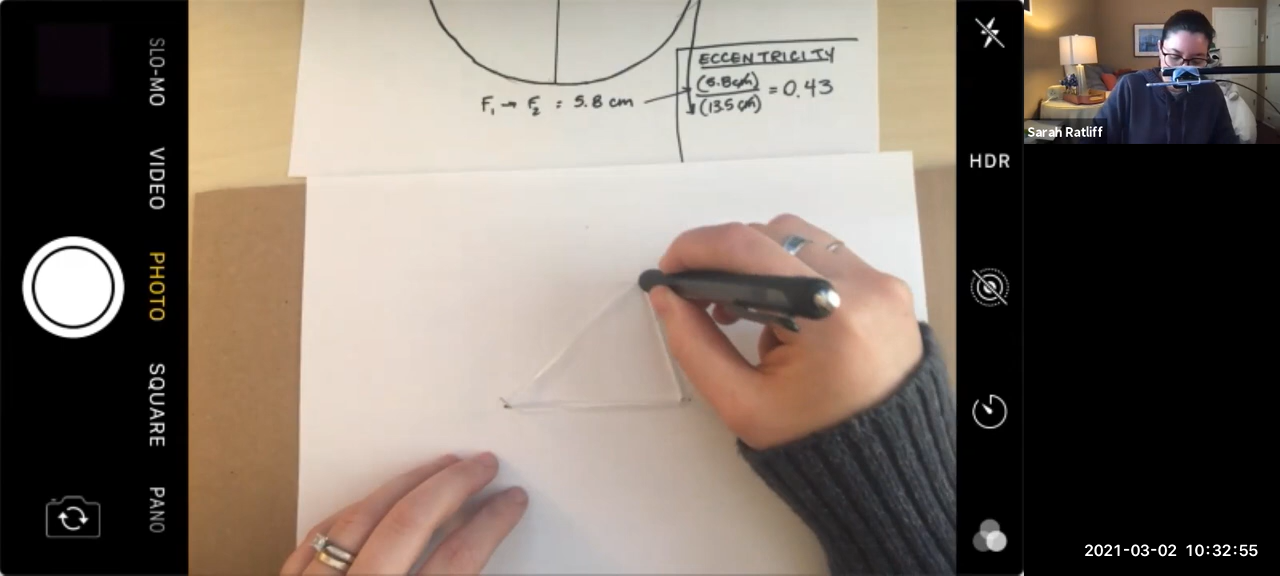 ECCENTRICITY
(5.8cm)
(13.5cm) = 0.43
F₁ → F₂ : 5.8 cm
SLO-MO
VIDEO
PHOTO
SQUARE
PANO
HDR
Sarah Ratliff
2021-03-02 10:32:55